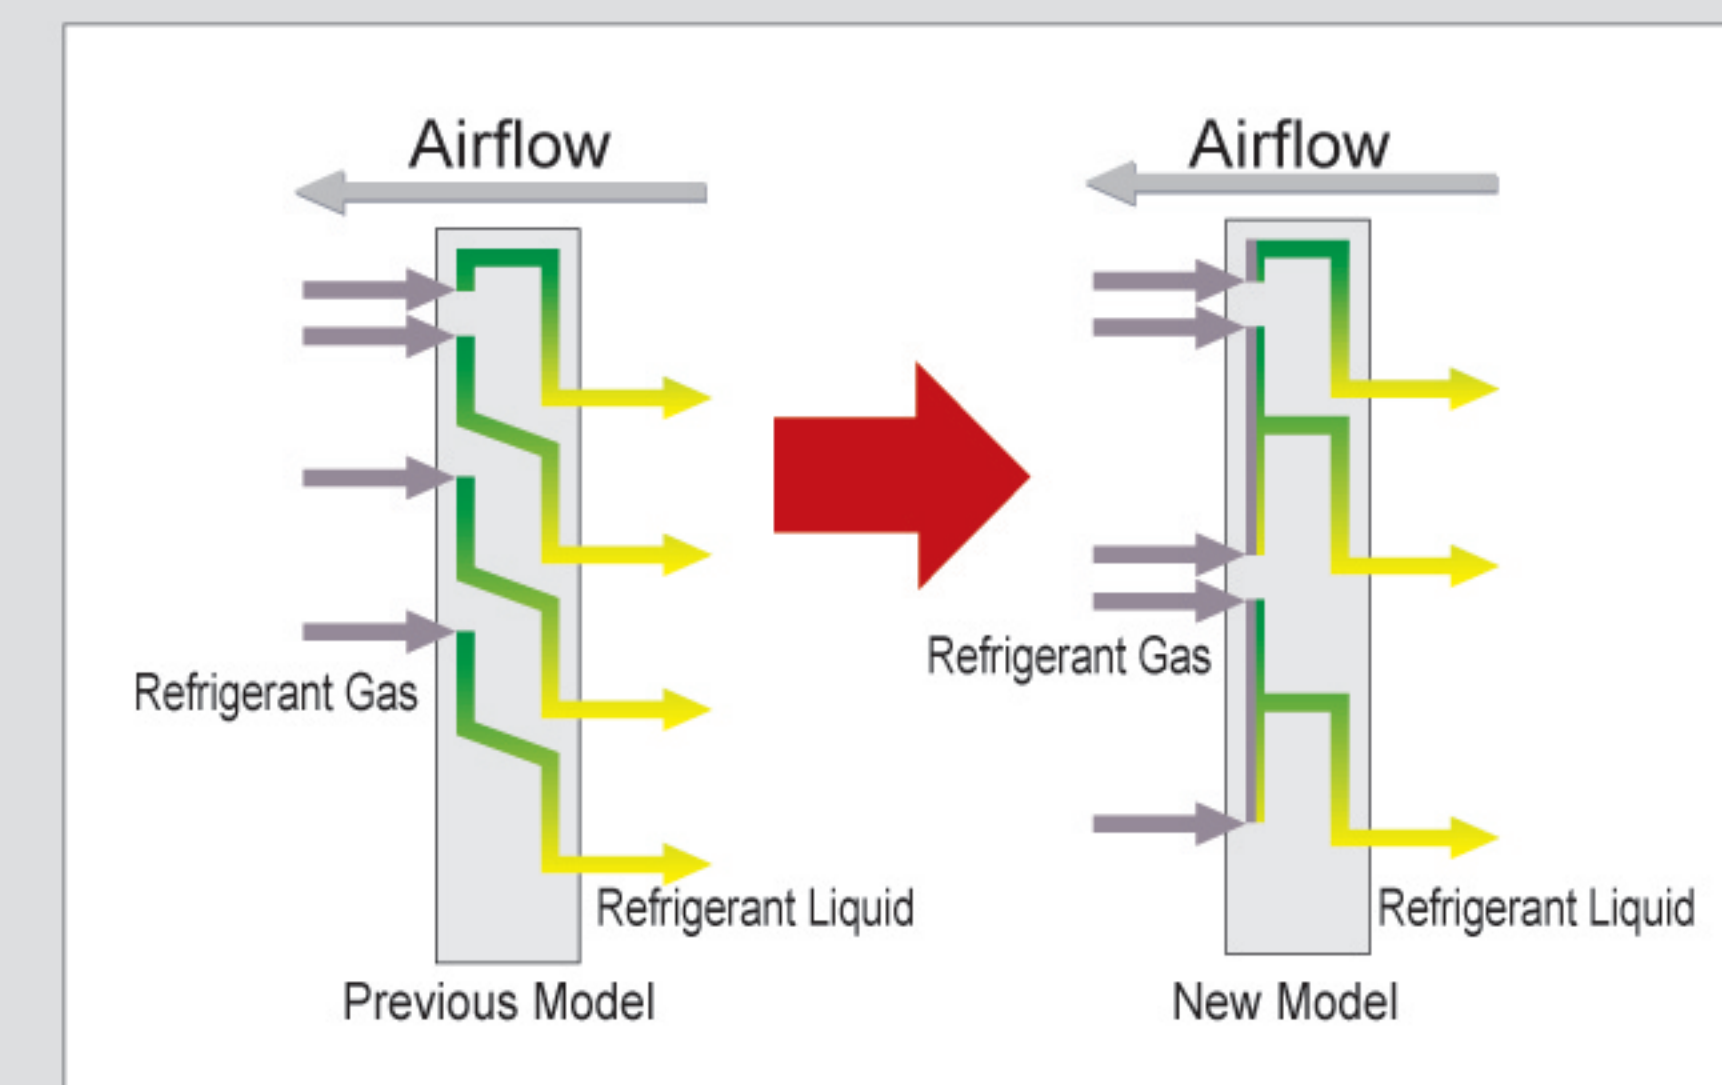 Airflow
Refrigerant Gas
Refrigerant Liquid
Previous Model
Airflow
Refrigerant Gas
Refrigerant Liquid
New Model